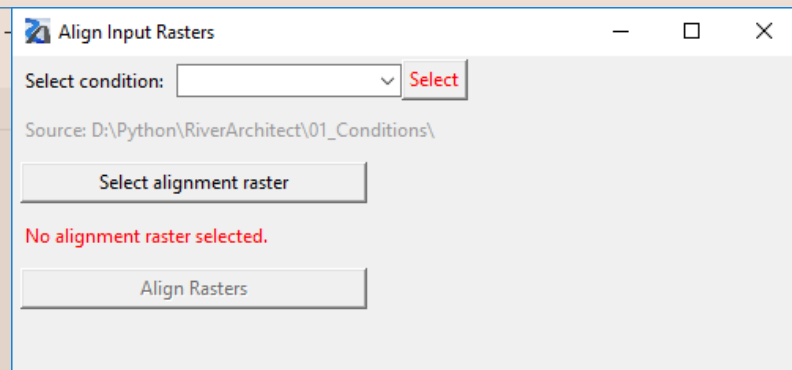 Align Input Rasters
Select condition: Select
Source: D:\Python\RiverArchitect\01_Conditions\
Select alignment raster
No alignment raster selected.
Align Rasters